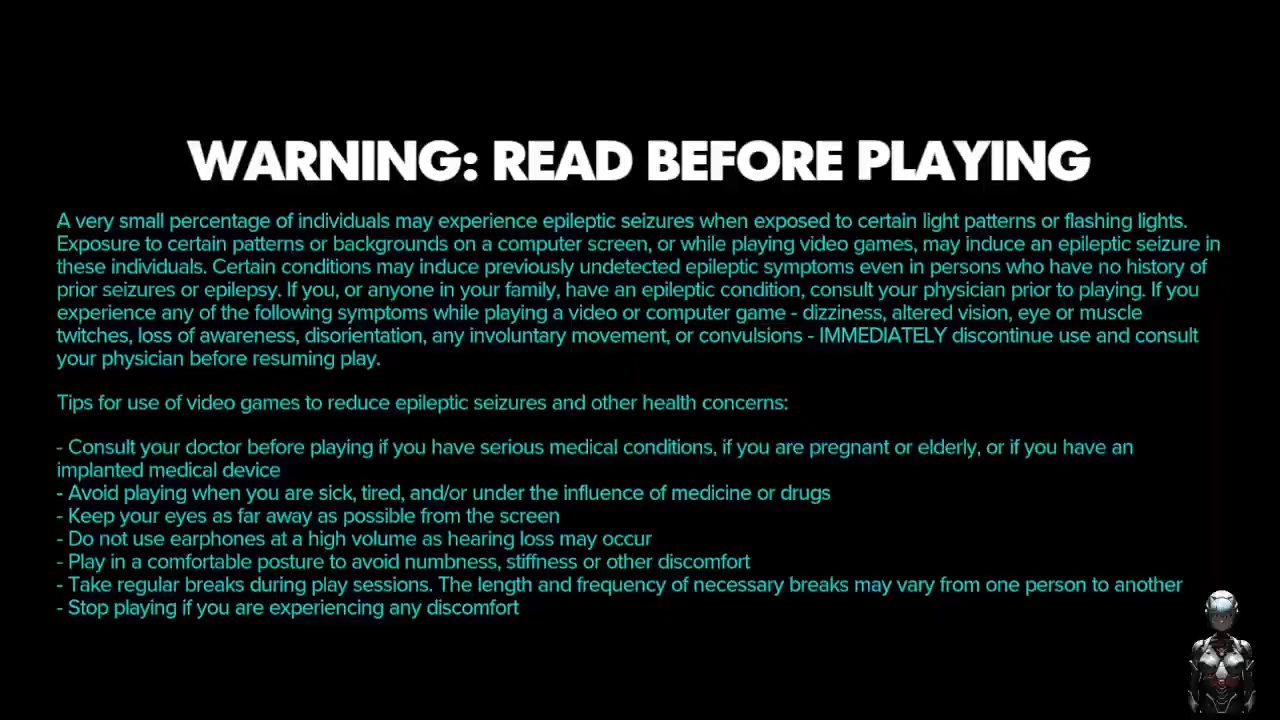 WARNING: READ BEFORE PLAYING
A very small percentage of individuals may experience epileptic seizures when exposed to certain light patterns or flashing lights.
Exposure to certain patterns or backgrounds on a computer screen, or while playing video games, may induce an epileptic seizure in
these individuals. Certain conditions may induce previously undetected epileptic symptoms even in persons who have no history of
prior seizures or epilepsy. If you, or anyone in your family, have an epileptic condition, consult your physician prior to playing. If you
experience any of the following symptoms while playing a video or computer game - dizziness, altered vision, eye or muscle
twitches, loss of awareness, disorientation, any involuntary movement, or convulsions - IMMEDIATELY discontinue use and consult
your physician before resuming play.
Tips for use of video games to reduce epileptic seizures and other health concerns:
- Consult your doctor before playing if you have serious medical conditions, if you are pregnant or elderly, or if you have an
implanted medical device
- Avoid playing when you are sick, tired, and/or under the influence of medicine or drugs
- Keep your eyes as far away as possible from the screen
- Do not use earphones at a high volume as hearing loss may occur
- Play in a comfortable posture to avoid numbness, stiffness or other discomfort
- Take regular breaks during play sessions. The length and frequency of necessary breaks may vary from one person to another
- Stop playing if you are experiencing any discomfort